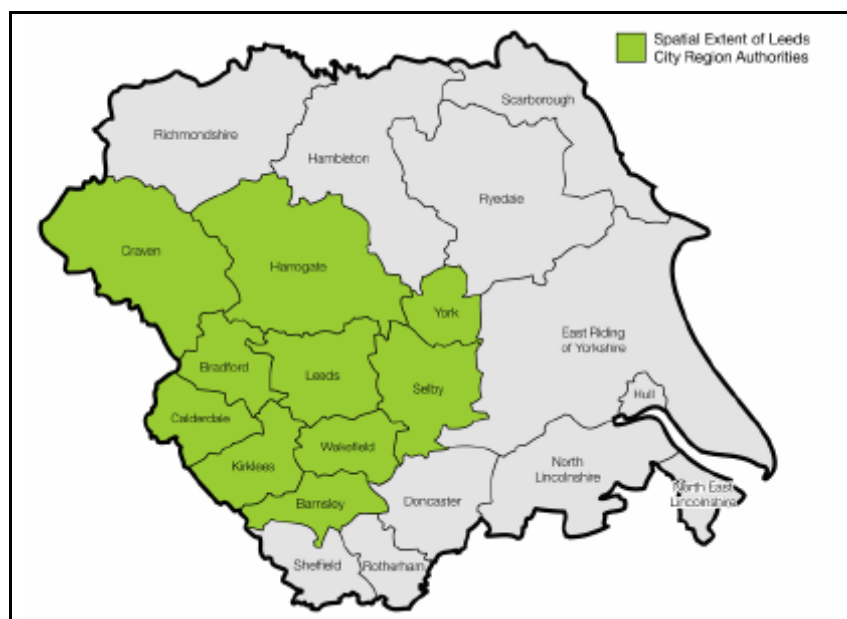 Spatial Extent of Leeds
City Region Authorities
Scarborough
Richmondshire
Hambleton
Ryedale
Craven
Harrogate
York
East Riding
of Yorkshire
Bradford
Leeds
Selby
Hull
Calderdale
Wakefield
Kirklees
North
Lincolnshire
Barnsley
Doncaster
North East
Lincolnshire
Sheffield
Rotherham